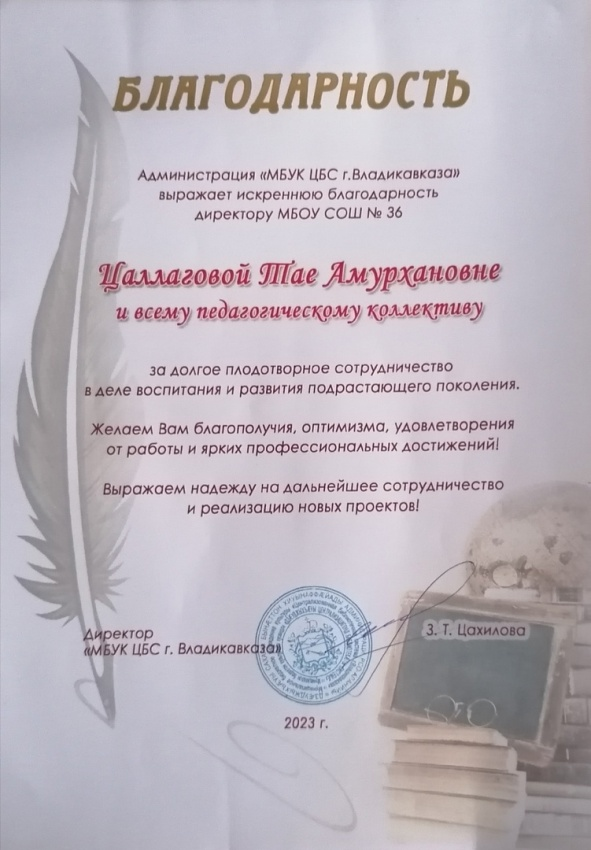 БЛАГОДАРНОСТЬ
Администрация «МБУК ЦБС г.Владикавказа»
выражает искреннюю благодарность
директору МБОУ СОШ № 36
Цаллаговой Тае Амурхановне
и всему педагогическому коллективу
за долгое плодотворное сотрудничество
в деле воспитания и развития подрастающего поколения.
Желаем Вам благополучия, оптимизма, удовлетворения
от работы и ярких профессиональных достижений!
Выражаем надежду на дальнейшее сотрудничество
и реализацию новых проектов!
Директор
«МБУК ЦБС г. Владикавказа»
З. Т. Цахилова
2023 г.